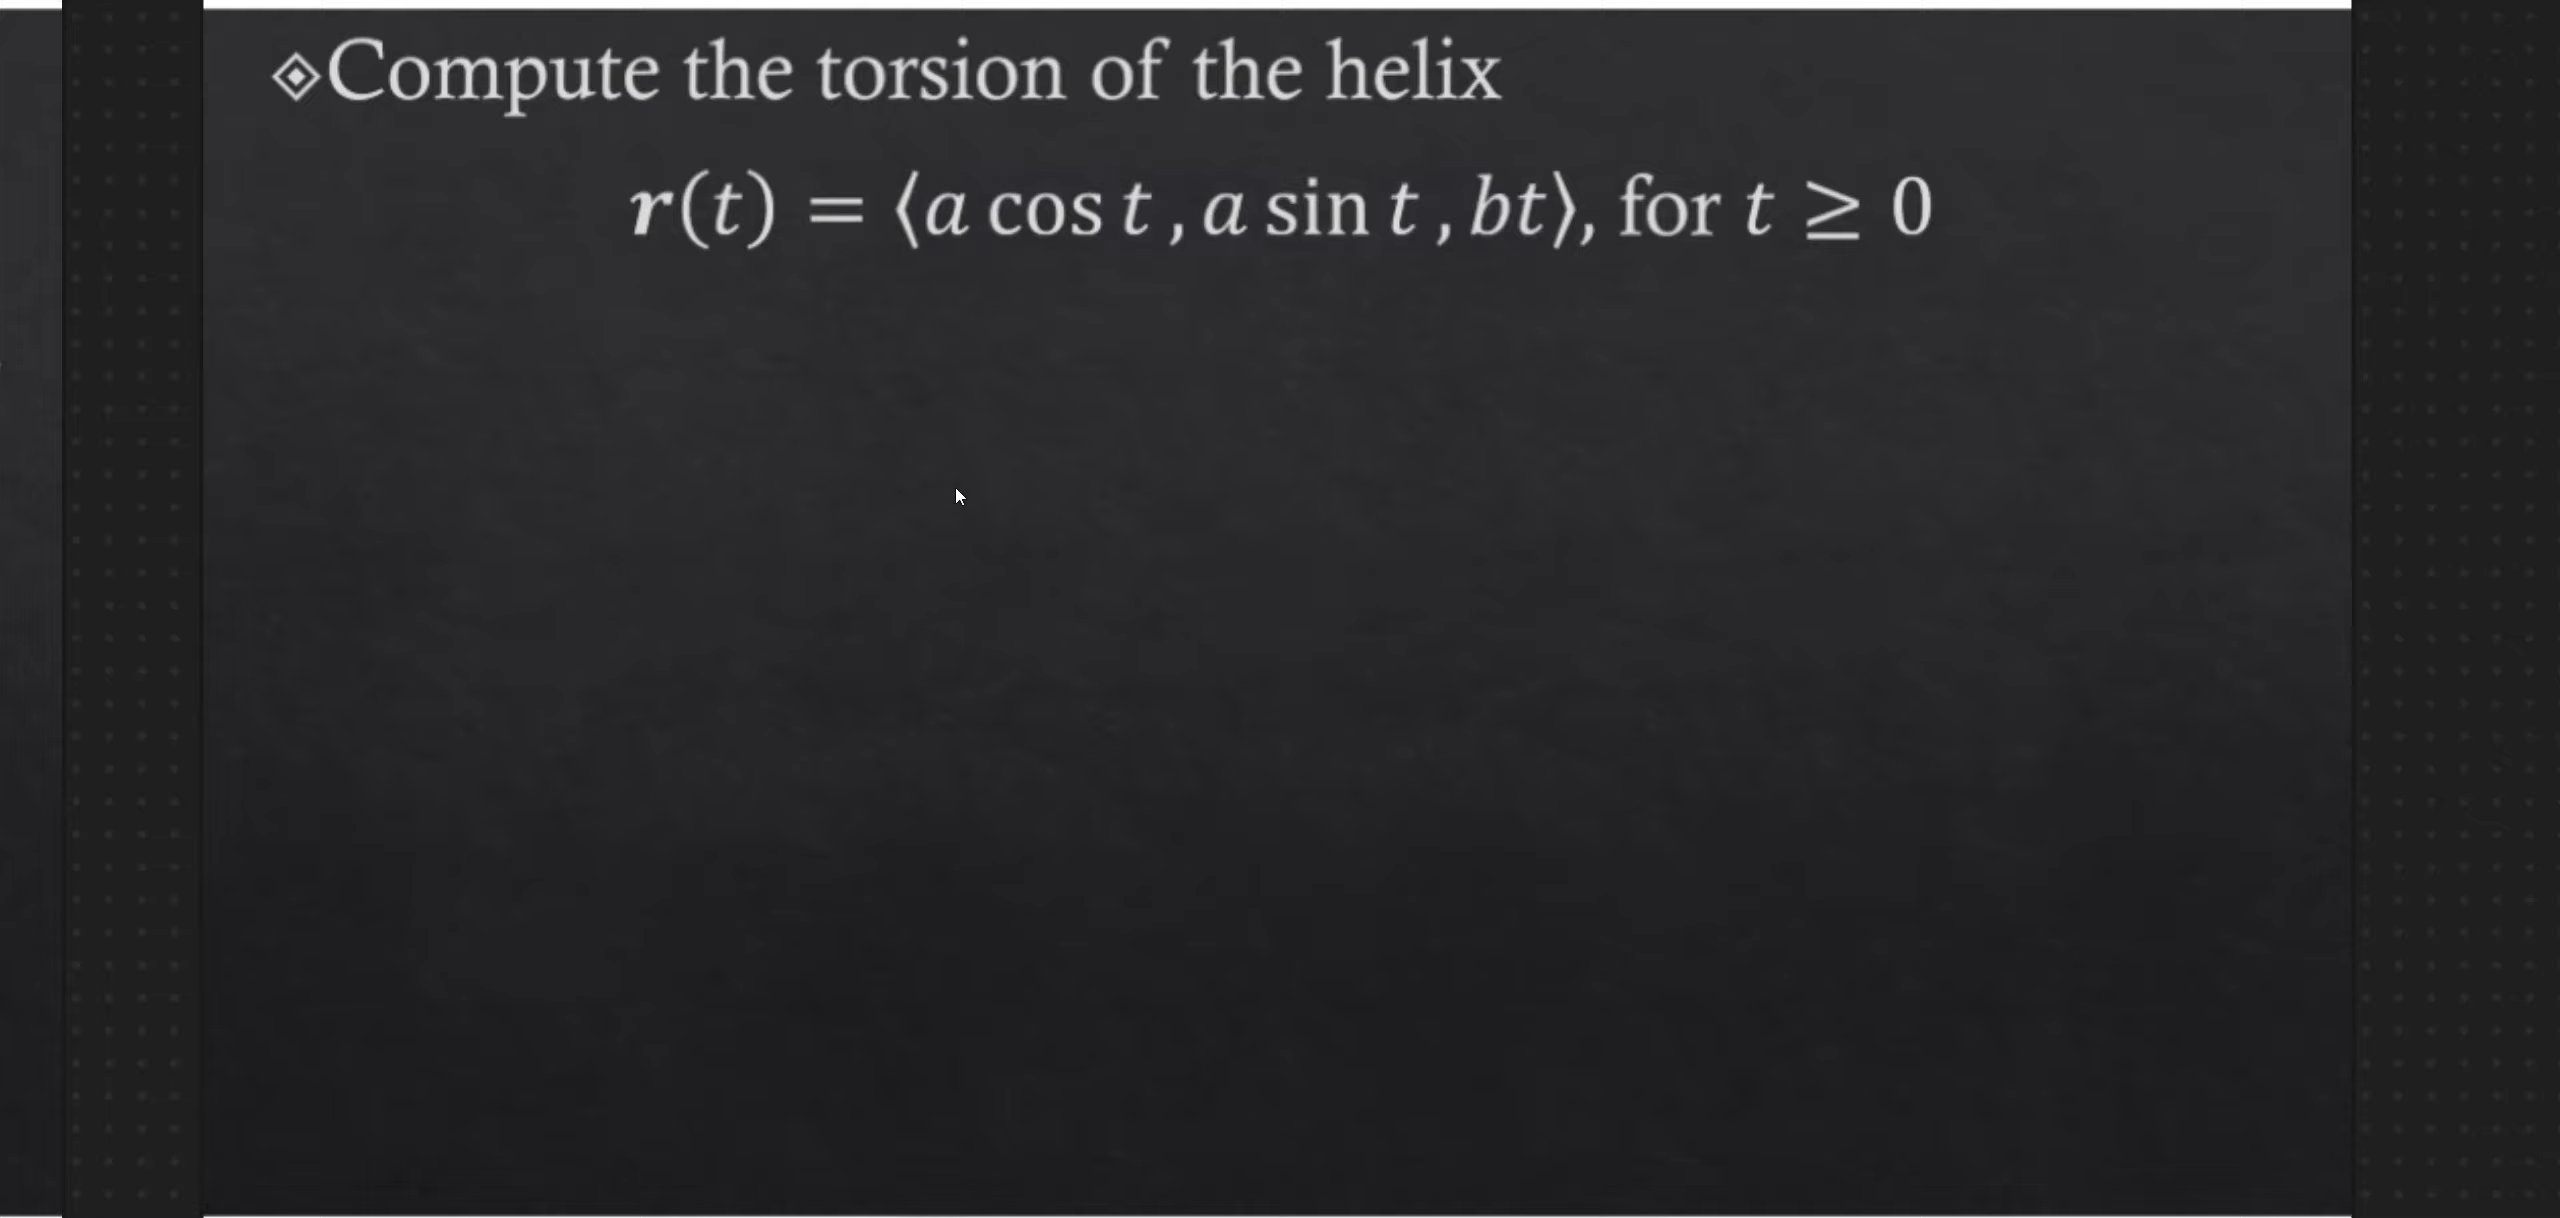 Compute the torsion of the helix
r(t) = ⟨a cos t , a sin t , bt⟩, for t ≥ 0